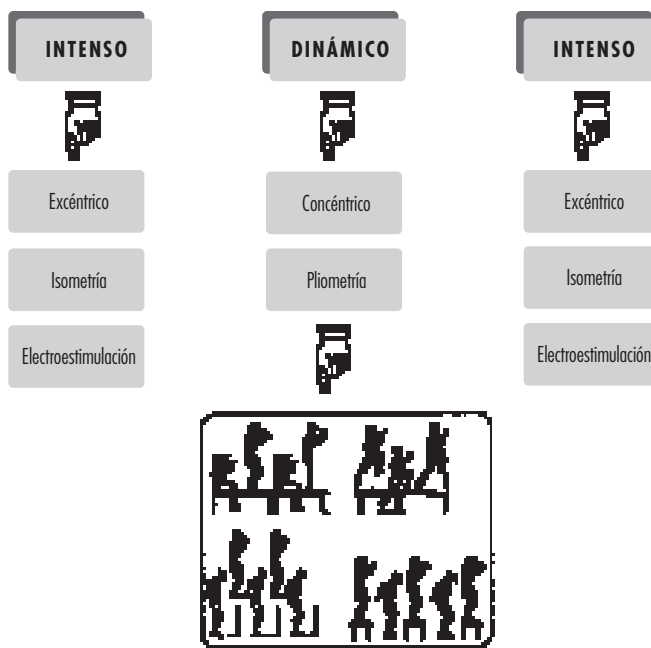 INTENSO
DINÁMICO
INTENSO
Excéntrico
Concéntrico
Excéntrico
Isometría
Pliometría
Isometría
Electroestimulación
Electroestimulación